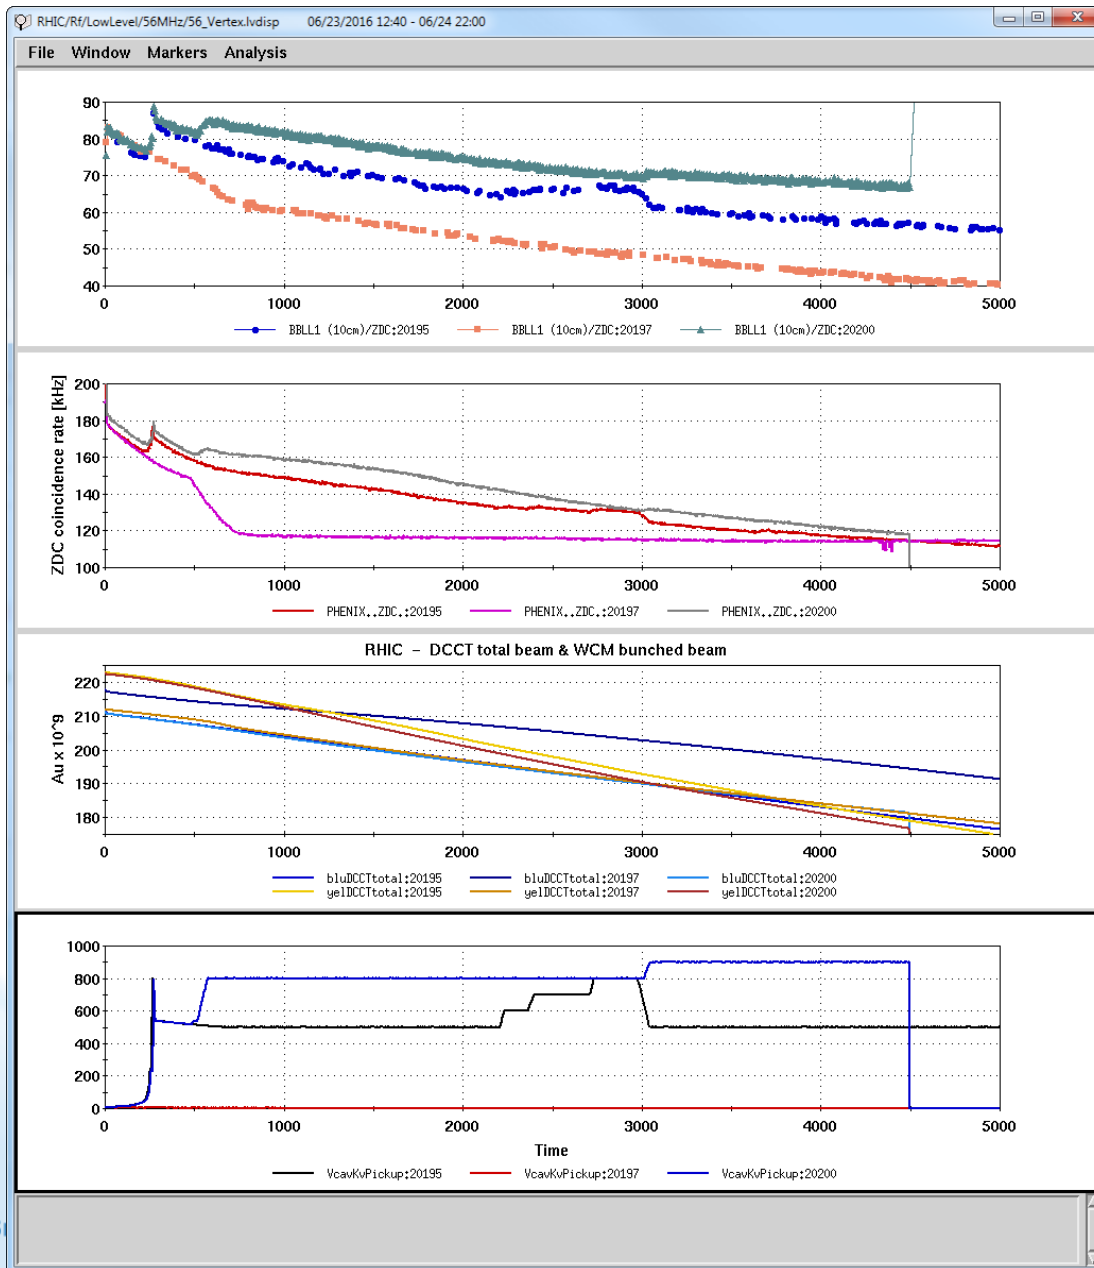 RHIC/Rf/LowLevel/56MHz/56_Vertex.lvdisp 06/23/2016 12:40 - 06/24 22:00
File Window Markers Analysis
90
80
70
60
50
40
0 1000 2000 3000 4000 5000
BBLL1 (10cm)/ZDC:20195 BBLL1 (10cm)/ZDC:20197 BBLL1 (10cm)/ZDC:20200
ZDC coincidence rate [kHz]
200
180
160
140
120
100
0 1000 2000 3000 4000 5000
PHENIX..ZDC.:20195 PHENIX..ZDC.:20197 PHENIX..ZDC.:20200
RHIC - DCCT total beam & WCM bunched beam
Au x 10^9
220
210
200
190
180
0 1000 2000 3000 4000 5000
bluDCCTtotal:20195 bluDCCTtotal:20197 bluDCCTtotal:20200
yelDCCTtotal:20195 yelDCCTtotal:20197 yelDCCTtotal:20200
1000
800
600
400
200
0
0 1000 2000 3000 4000 5000
Time
VcavKvPickup:20195 VcavKvPickup:20197 VcavKvPickup:20200